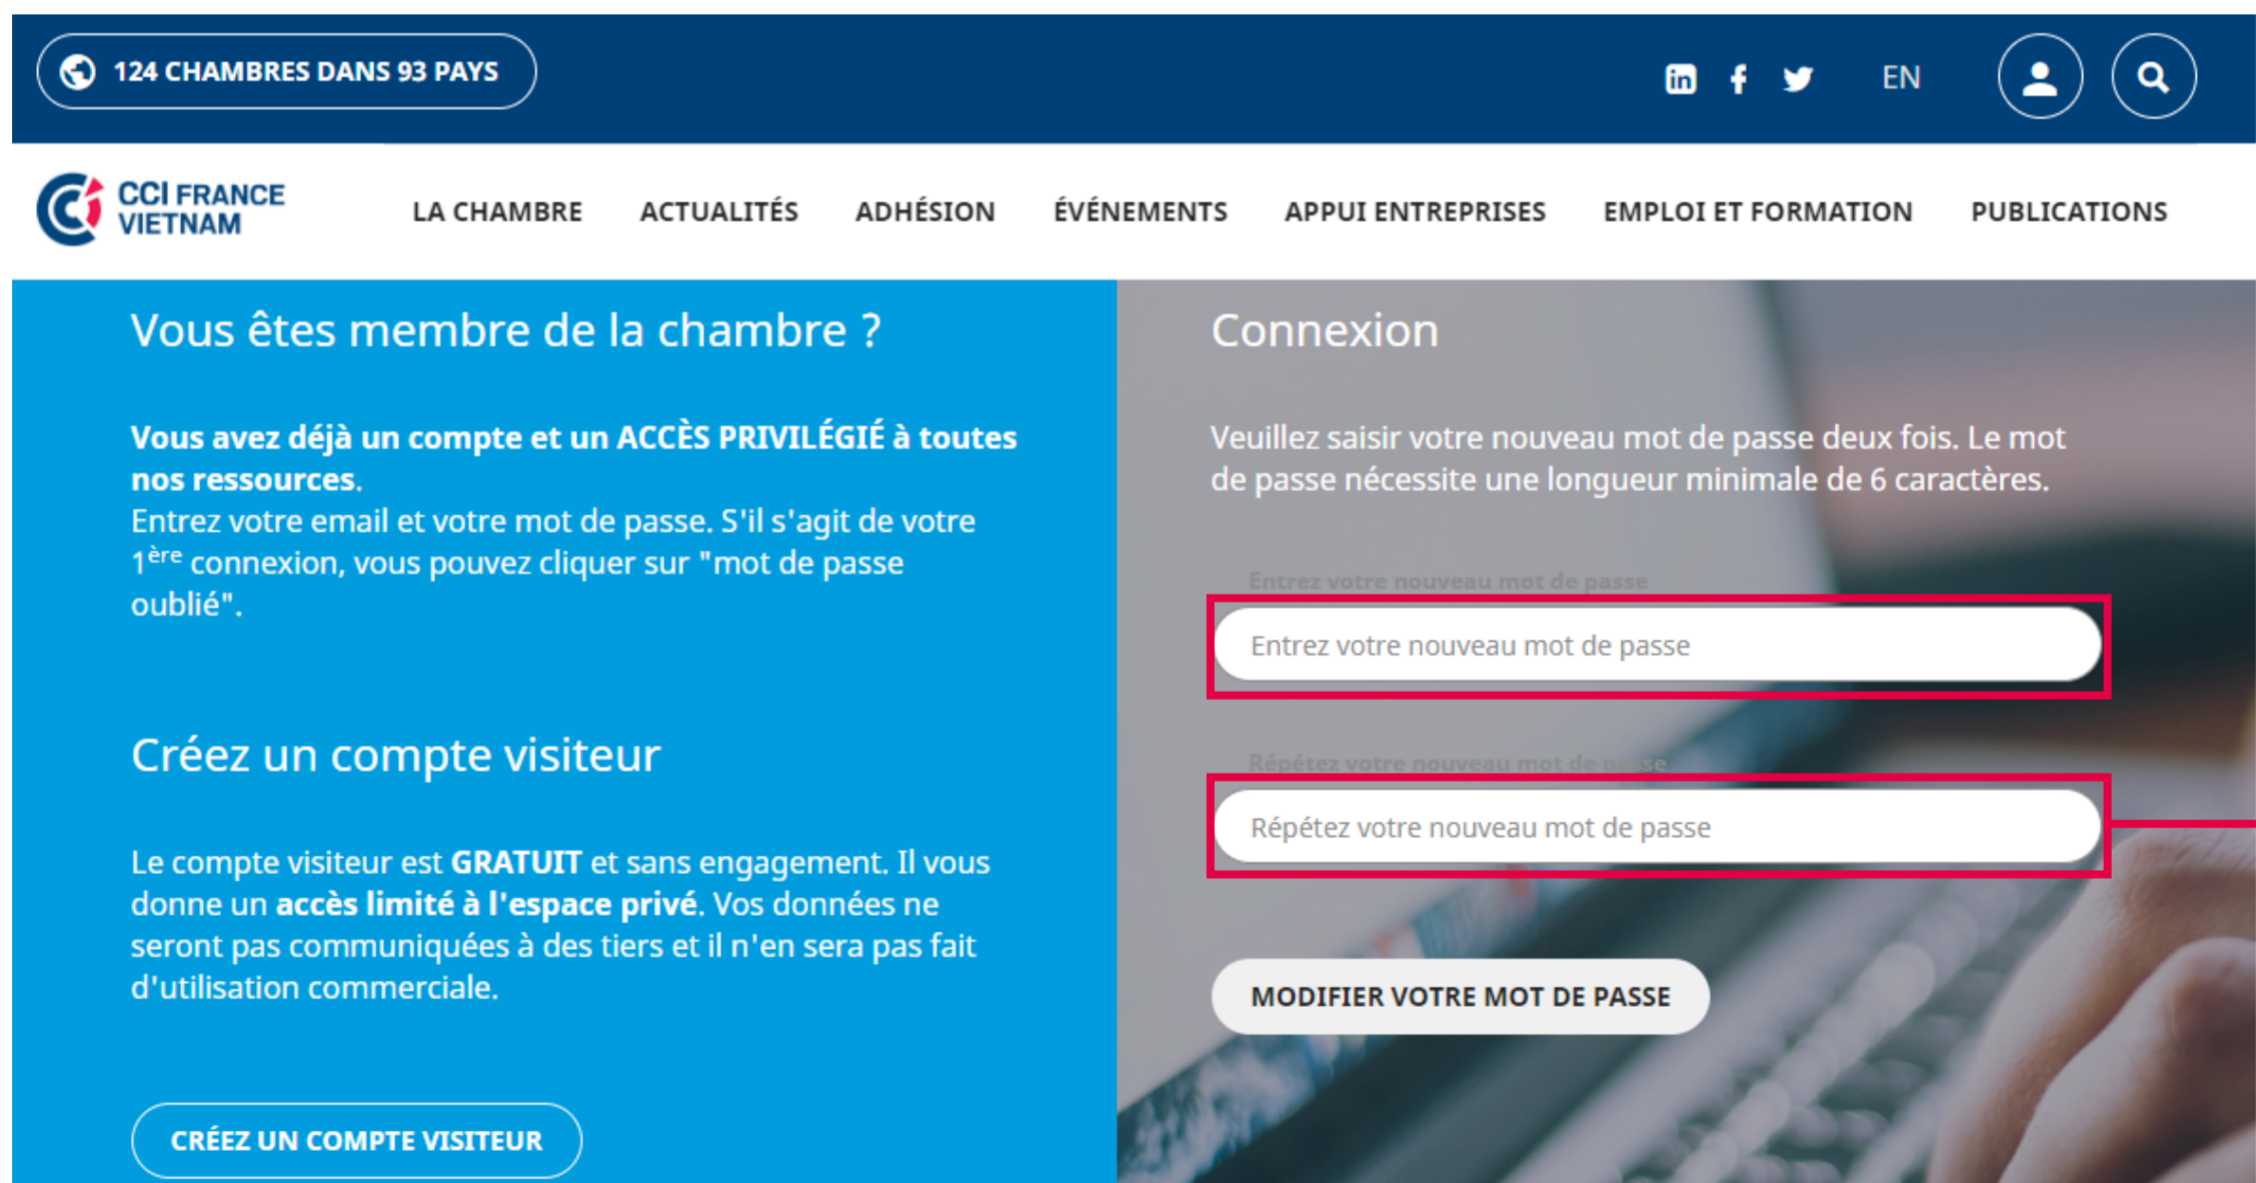 124 CHAMBRES DANS 93 PAYS
in f EN
CCI FRANCE
VIETNAM
LA CHAMBRE ACTUALITÉS ADHÉSION ÉVÉNEMENTS APPUI ENTREPRISES EMPLOI ET FORMATION PUBLICATIONS
Vous êtes membre de la chambre ?
Vous avez déjà un compte et un ACCÈS PRIVILÉGIÉ à toutes
nos ressources.
Entrez votre email et votre mot de passe. S'il s'agit de votre
1ère connexion, vous pouvez cliquer sur "mot de passe
oublié".
Créez un compte visiteur
Le compte visiteur est GRATUIT et sans engagement. Il vous
donne un accès limité à l'espace privé. Vos données ne
seront pas communiquées à des tiers et il n'en sera pas fait
d'utilisation commerciale.
CRÉEZ UN COMPTE VISITEUR
Connexion
Veuillez saisir votre nouveau mot de passe deux fois. Le mot
de passe nécessite une longueur minimale de 6 caractères.
Entrez votre nouveau mot de passe
Entrez votre nouveau mot de passe
Répétez votre nouveau mot de passe
Répétez votre nouveau mot de passe
MODIFIER VOTRE MOT DE PASSE